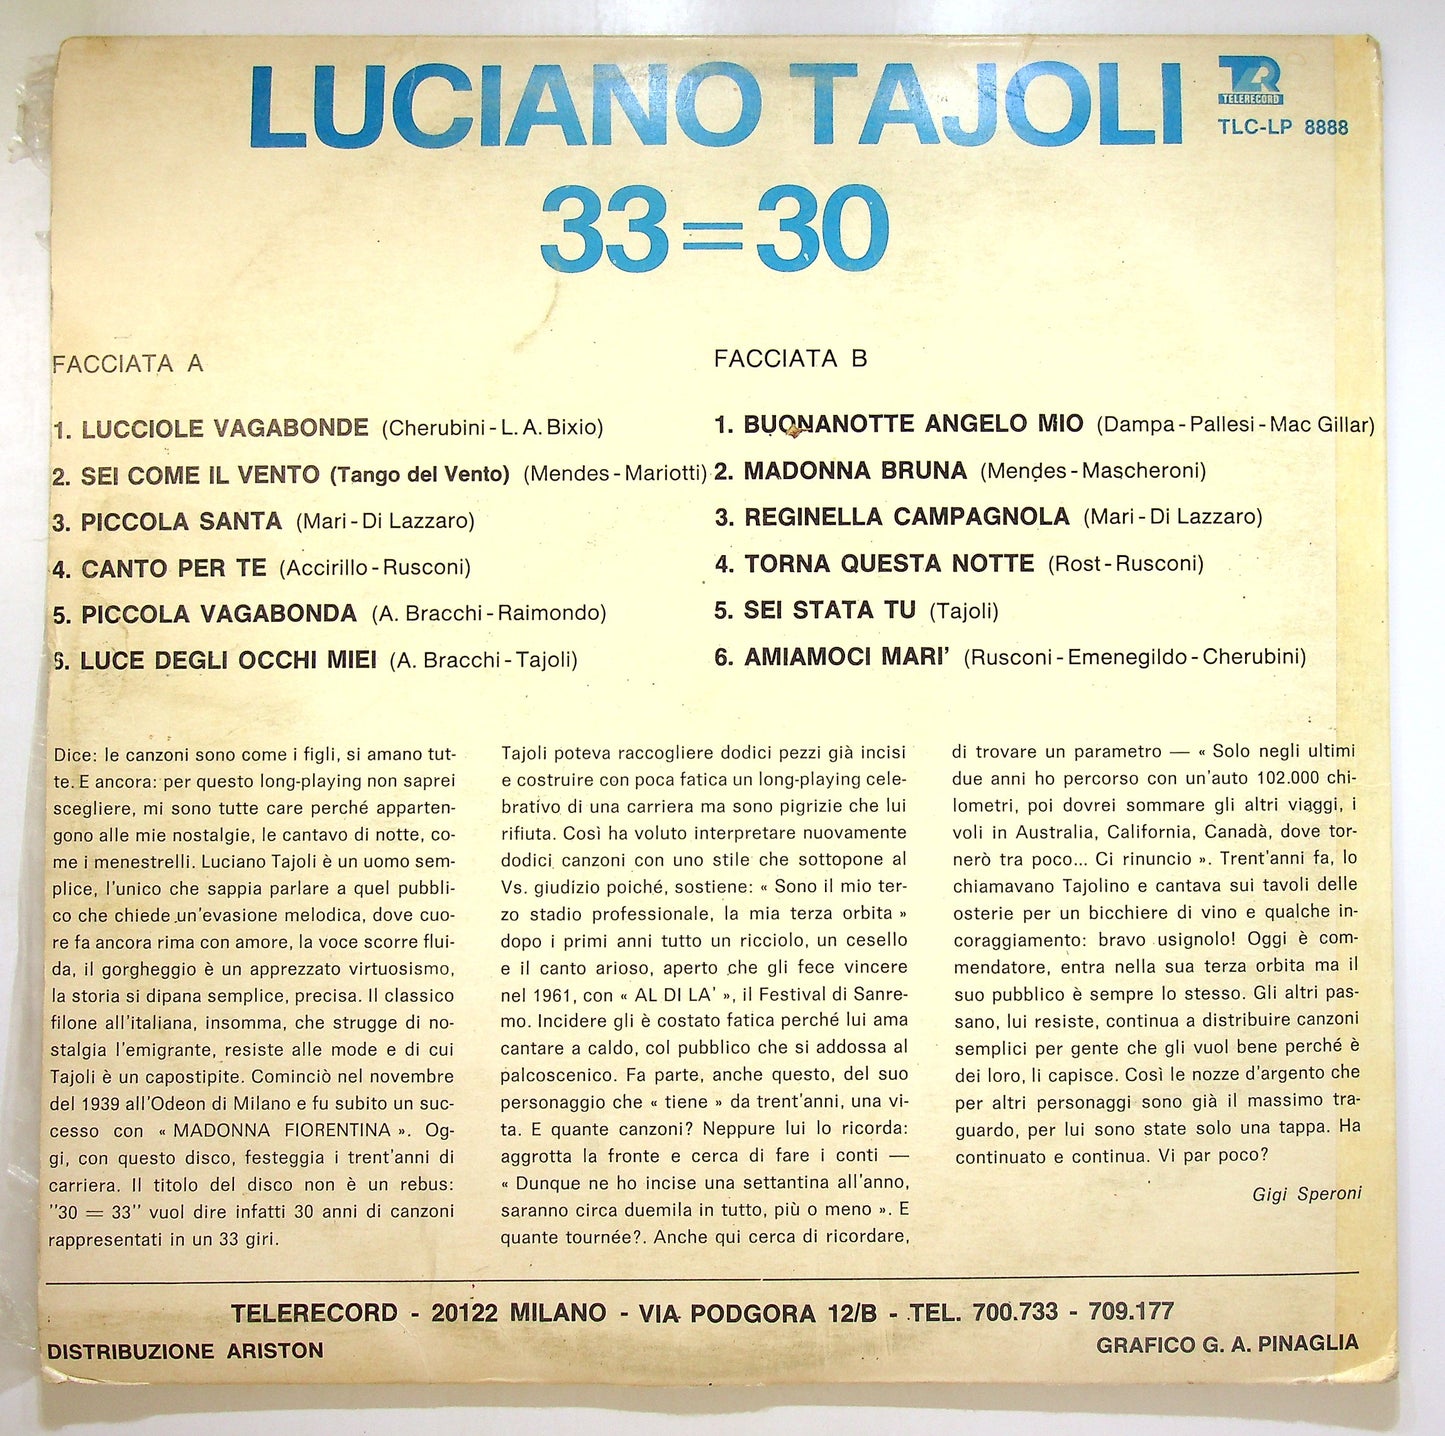 LUCIANO TAJOLI
TR
TELERECORD
TLC-LP 8888
33=30
FACCIATA A
1. LUCCIOLE VAGABONDE (Cherubini-L.A.Bixio)
2. SEI COME IL VENTO (Tango del Vento) (Mendes-Mariotti)
3. PICCOLA SANTA (Mari-Di Lazzaro)
4. CANTO PER TE (Accirillo-Rusconi)
5. PICCOLA VAGABONDA (A. Bracchi-Raimondo)
6. LUCE DEGLI OCCHI MIEI (A. Bracchi-Tajoli)
FACCIATA B
1. BUONANOTTE ANGELO MIO (Dampa-Pallesi-Mac Gillar)
2. MADONNA BRUNA (Mendes-Mascheroni)
3. REGINELLA CAMPAGNOLA (Mari-Di Lazzaro)
4. TORNA QUESTA NOTTE (Rost-Rusconi)
5. SEI STATA TU (Tajoli)
6. AMIAMOCI MARI' (Rusconi-Emenegildo-Cherubini)
Dice: le canzoni sono come i figli, si amano tut-
te. E ancora: per questo long-playing non saprei
scegliere, mi sono tutte care perché apparten-
gono alle mie nostalgie, le cantavo di notte, co-
me i menestrelli. Luciano Tajoli è un uomo sem-
plice, l'unico che sappia parlare a quel pubbli-
co che chiede un'evasione melodica, dove cuo-
re fa ancora rima con amore, la voce scorre flui-
da, il gorgheggio è un apprezzato virtuosismo,
la storia si dipana semplice, precisa. Il classico
filone all'italiana, insomma, che strugge di no-
stalgia l'emigrante, resiste alle mode e di cui
Tajoli è un capostipite. Cominciò nel novembre
del 1939 all'Odeon di Milano e fu subito un suc-
cesso con « MADONNA FIORENTINA ». Og-
gi, con questo disco, festeggia i trent'anni di
carriera. Il titolo del disco non è un rebus:
"30 = 33" vuol dire infatti 30 anni di canzoni
rappresentati in un 33 giri.
Tajoli poteva raccogliere dodici pezzi già incisi
e costruire con poca fatica un long-playing cele-
brativo di una carriera ma sono pigrizie che lui
rifiuta. Così ha voluto interpretare nuovamente
dodici canzoni con uno stile che sottopone al
Vs. giudizio poiché, sostiene: « Sono il mio ter-
zo stadio professionale, la mia terza orbita »
dopo i primi anni tutto un ricciolo, un cesello
e il canto arioso, aperto che gli fece vincere
nel 1961, con « AL DI LA' », il Festival di Sanre-
mo. Incidere gli è costato fatica perché lui ama
cantare a caldo, col pubblico che si addossa al
palcoscenico. Fa parte, anche questo, del suo
personaggio che « tiene » da trent'anni, una vi-
ta. E quante canzoni? Neppure lui lo ricorda:
aggrotta la fronte e cerca di fare i conti —
« Dunque ne ho incise una settantina all'anno,
saranno circa duemila in tutto, più o meno ». E
quante tournée?. Anche qui cerca di ricordare,
di trovare un parametro — « Solo negli ultimi
due anni ho percorso con un'auto 102.000 chi-
lometri, poi dovrei sommare gli altri viaggi, i
voli in Australia, California, Canadà, dove tor-
nerò tra poco... Ci rinuncio ». Trent'anni fa, lo
chiamavano Tajolino e cantava sui tavoli delle
osterie per un bicchiere di vino e qualche in-
coraggiamento: bravo usignolo! Oggi è com-
mendatore, entra nella sua terza orbita ma il
suo pubblico è sempre lo stesso. Gli altri pas-
sano, lui resiste, continua a distribuire canzoni
semplici per gente che gli vuol bene perché è
dei loro, li capisce. Così le nozze d'argento che
per altri personaggi sono già il massimo tra-
guardo, per lui sono state solo una tappa. Ha
continuato e continua. Vi par poco?
Gigi Speroni
TELERECORD - 20122 MILANO - VIA PODGORA 12/B - TEL. 700.733 - 709.177
DISTRIBUZIONE ARISTON
GRAFICO G. A. PINAGLIA